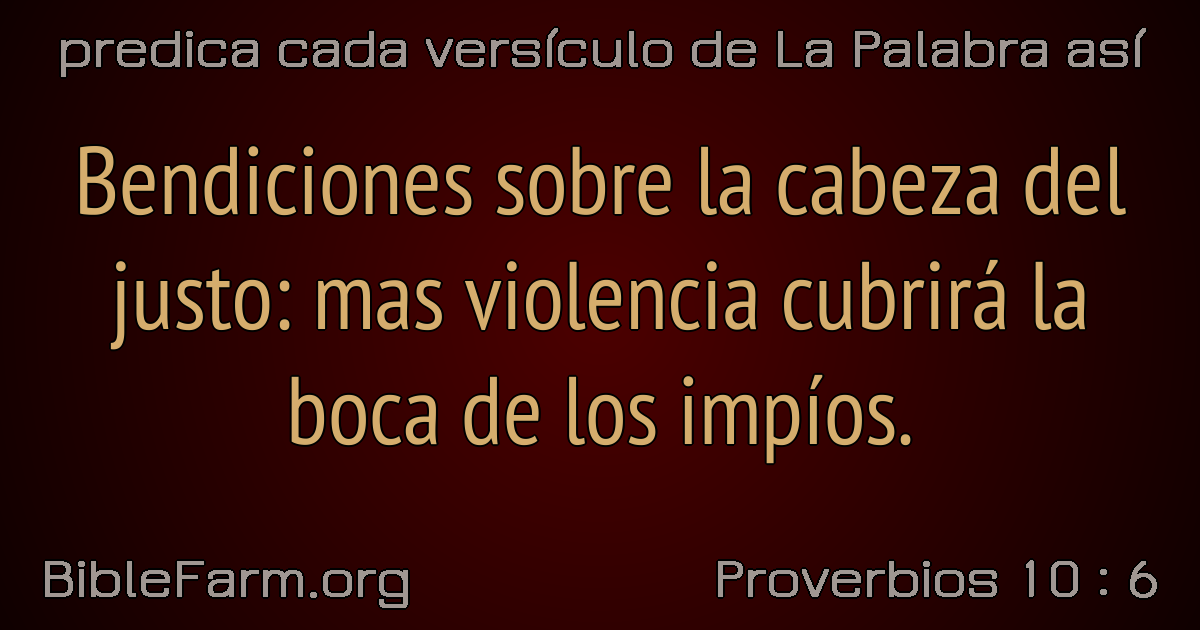 predica cada versículo de La Palabra así
Bendiciones sobre la cabeza del
justo: mas violencia cubrirá la
boca de los impíos.
BibleFarm.org
Proverbios 10 : 6